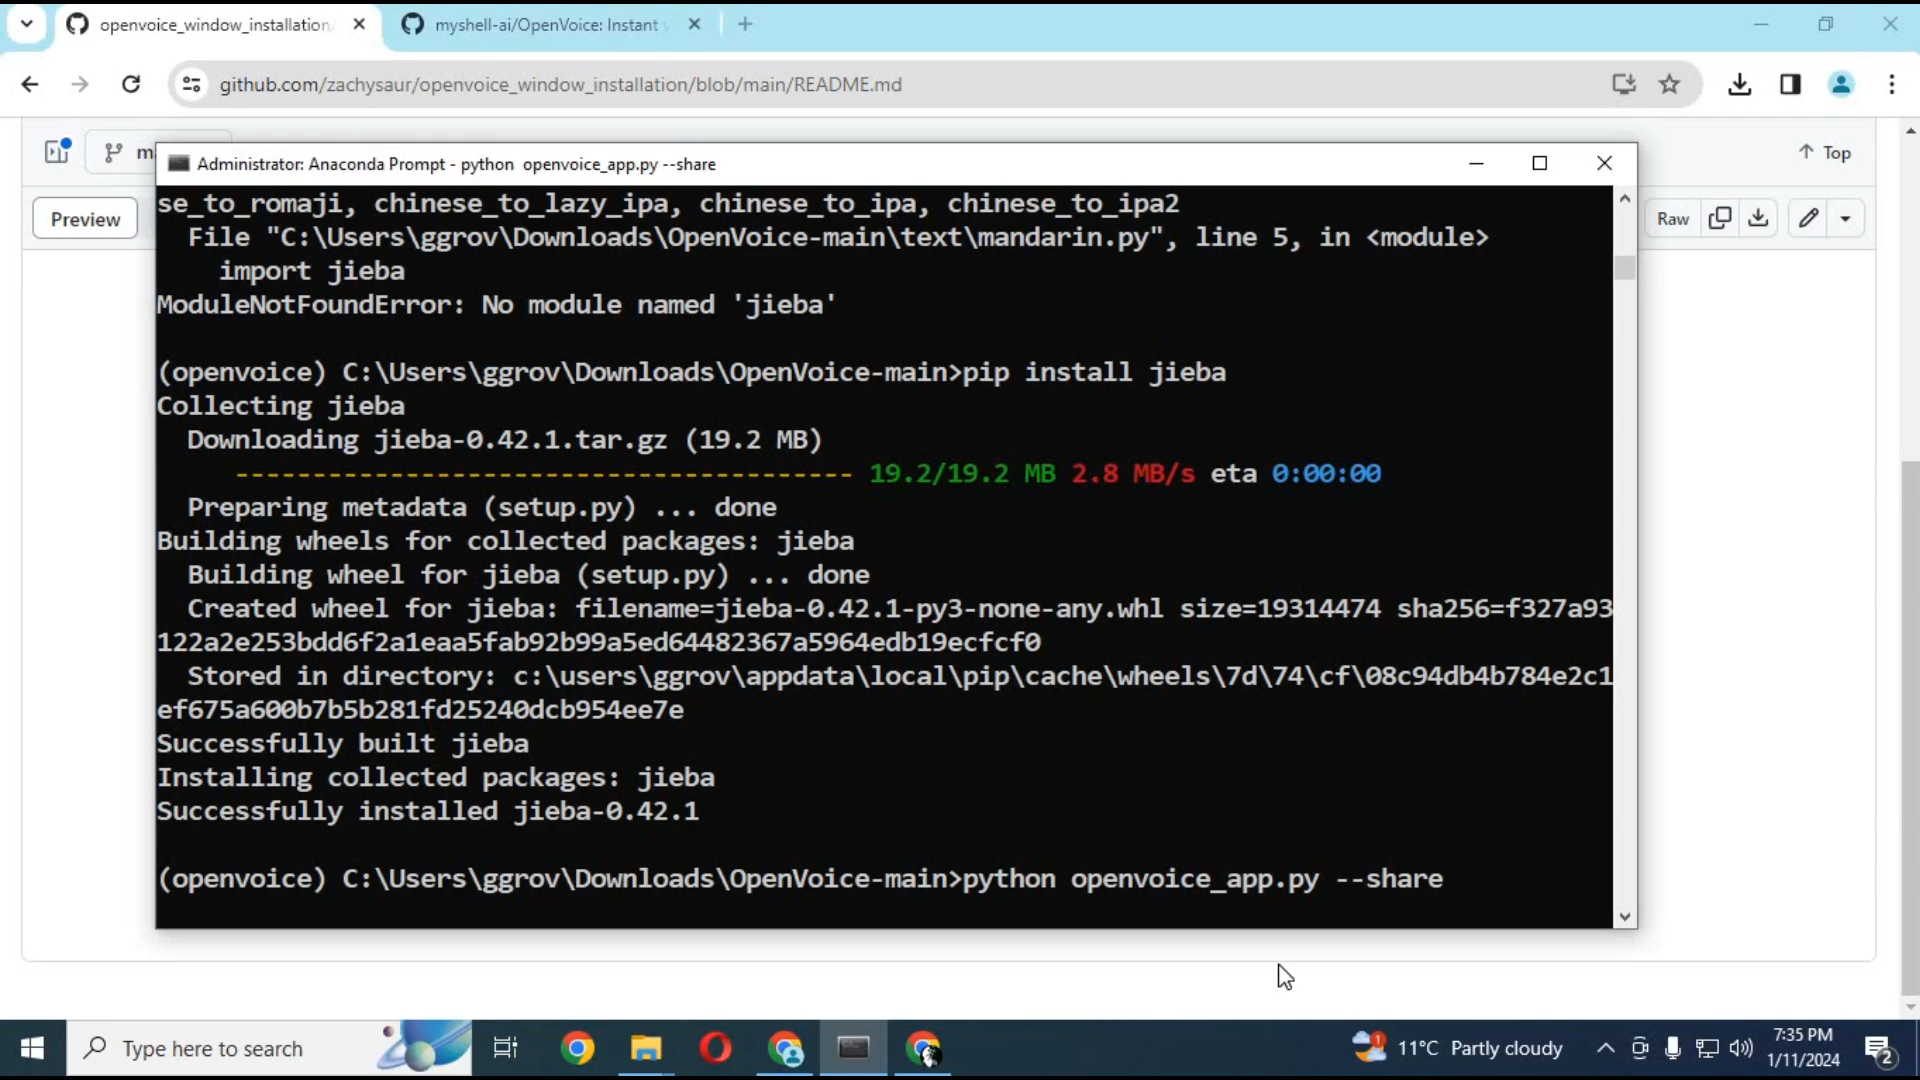 openvoice_window_installation
myshell-ai/OpenVoice: Instant
github.com/zachysaur/openvoice_window_installation/blob/main/README.md
Top
Administrator: Anaconda Prompt - python  openvoice_app.py --share
Preview
Raw
se_to_romaji, chinese_to_lazy_ipa, chinese_to_ipa, chinese_to_ipa2
File "C:\Users\ggrov\Downloads\OpenVoice-main\text\mandarin.py", line 5, in <module>
import jieba
ModuleNotFoundError: No module named 'jieba'
(openvoice) C:\Users\ggrov\Downloads\OpenVoice-main>pip install jieba
Collecting jieba
Downloading jieba-0.42.1.tar.gz (19.2 MB)
---------------------------------------- 19.2/19.2 MB 2.8 MB/s eta 0:00:00
Preparing metadata (setup.py) ... done
Building wheels for collected packages: jieba
Building wheel for jieba (setup.py) ... done
Created wheel for jieba: filename=jieba-0.42.1-py3-none-any.whl size=19314474 sha256=f327a93
122a2e253bdd6f2a1eaa5fab92b99a5ed64482367a5964edb19ecfcf0
Stored in directory: c:\users\ggrov\appdata\local\pip\cache\wheels\7d\74\cf\08c94db4b784e2c1
ef675a600b7b5b281fd25240dcb954ee7e
Successfully built jieba
Installing collected packages: jieba
Successfully installed jieba-0.42.1
(openvoice) C:\Users\ggrov\Downloads\OpenVoice-main>python openvoice_app.py --share
Type here to search
1
11°C Partly cloudy
7:35 PM
1/11/2024
2